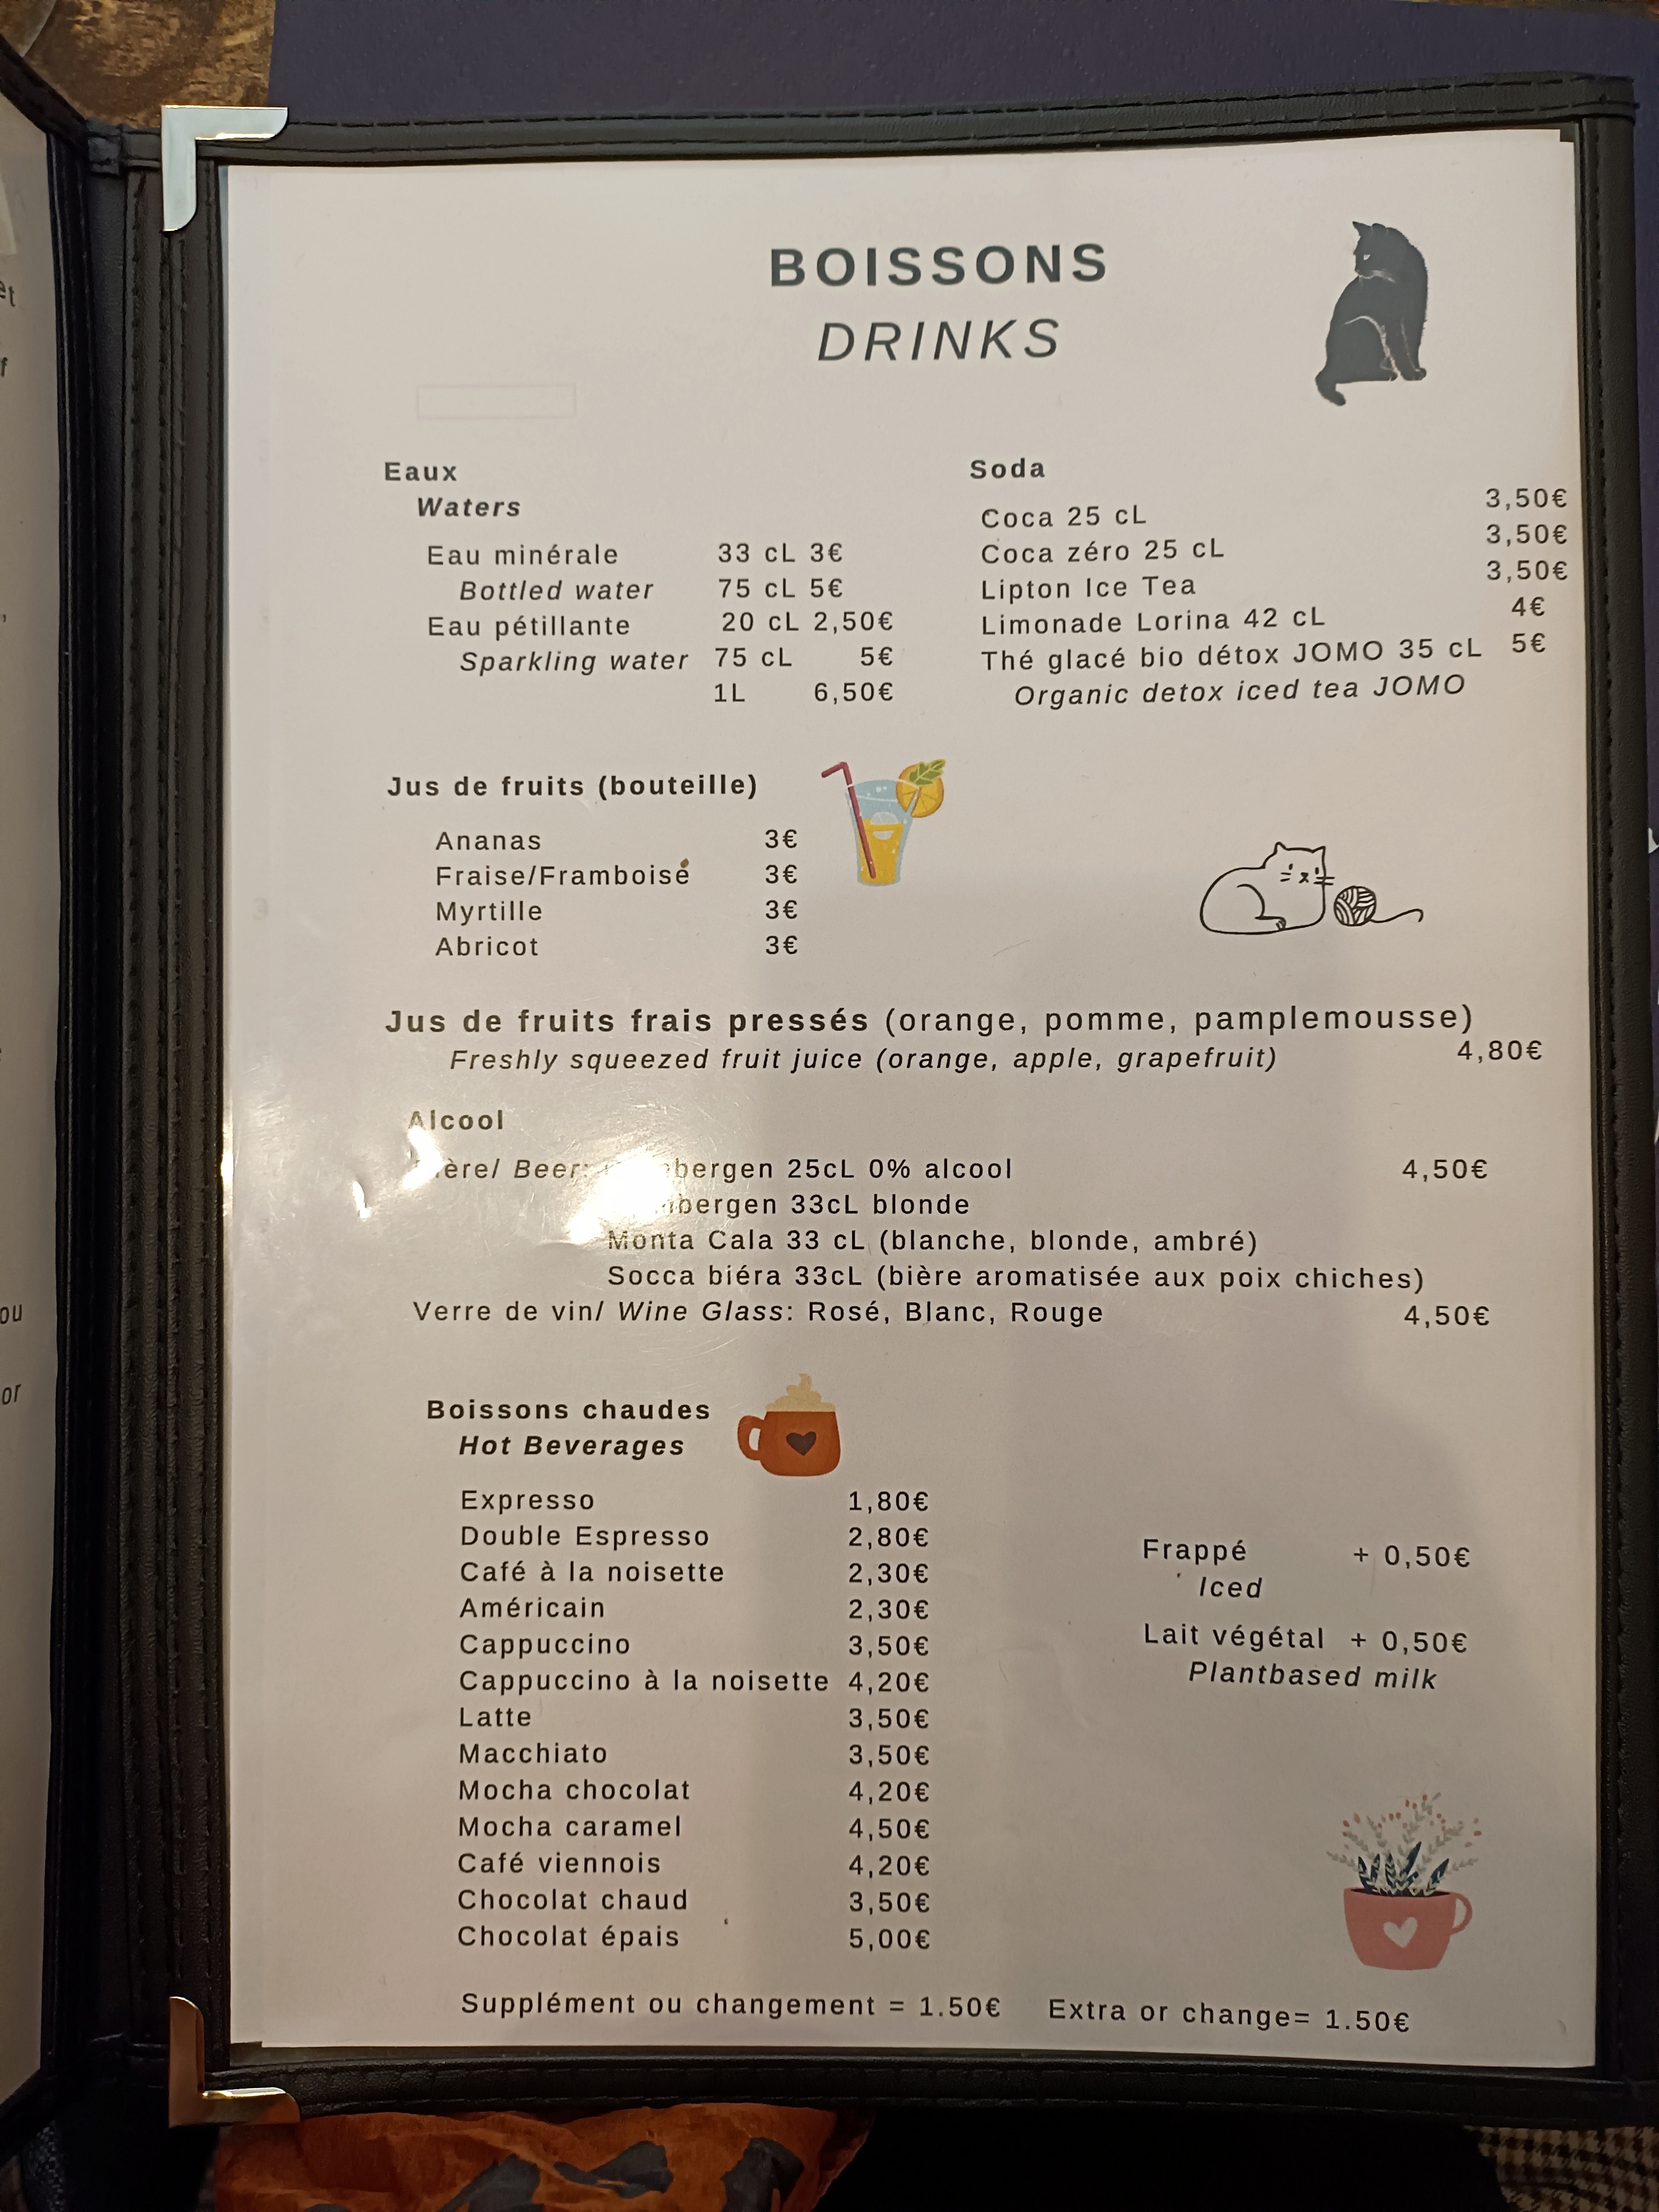 BOISSONS
DRINKS
Eaux
Waters
Eau minérale 33 cL 3€
Bottled water 75 cL 5€
Eau pétillante 20 cL 2,50€
Sparkling water 75 cL 5€
1L 6,50€
Soda
Coca 25 cL 3,50€
Coca zéro 25 cL 3,50€
Lipton Ice Tea 3,50€
Limonade Lorina 42 cL 4€
Thé glacé bio détox JOMO 35 cL 5€
Organic detox iced tea JOMO
Jus de fruits (bouteille)
Ananas 3€
Fraise/Framboise 3€
Myrtille 3€
Abricot 3€
Jus de fruits frais pressés (orange, pomme, pamplemousse)
Freshly squeezed fruit juice (orange, apple, grapefruit) 4,80€
Alcool
Beer: 25cL 0% alcool 4,50€
33cL blonde
Monta Cala 33 cL (blanche, blonde, ambré)
Socca biéra 33cL (bière aromatisée aux poix chiches)
Verre de vin/ Wine Glass: Rosé, Blanc, Rouge 4,50€
Boissons chaudes
Hot Beverages
Expresso 1,80€
Double Espresso 2,80€
Café à la noisette 2,30€
Américain 2,30€
Cappuccino 3,50€
Cappuccino à la noisette 4,20€
Latte 3,50€
Macchiato 3,50€
Mocha chocolat 4,20€
Mocha caramel 4,50€
Café viennois 4,20€
Chocolat chaud 3,50€
Chocolat épais 5,00€
Frappé + 0,50€
Iced
Lait végétal + 0,50€
Plantbased milk
Supplément ou changement = 1.50€ Extra or change= 1.50€